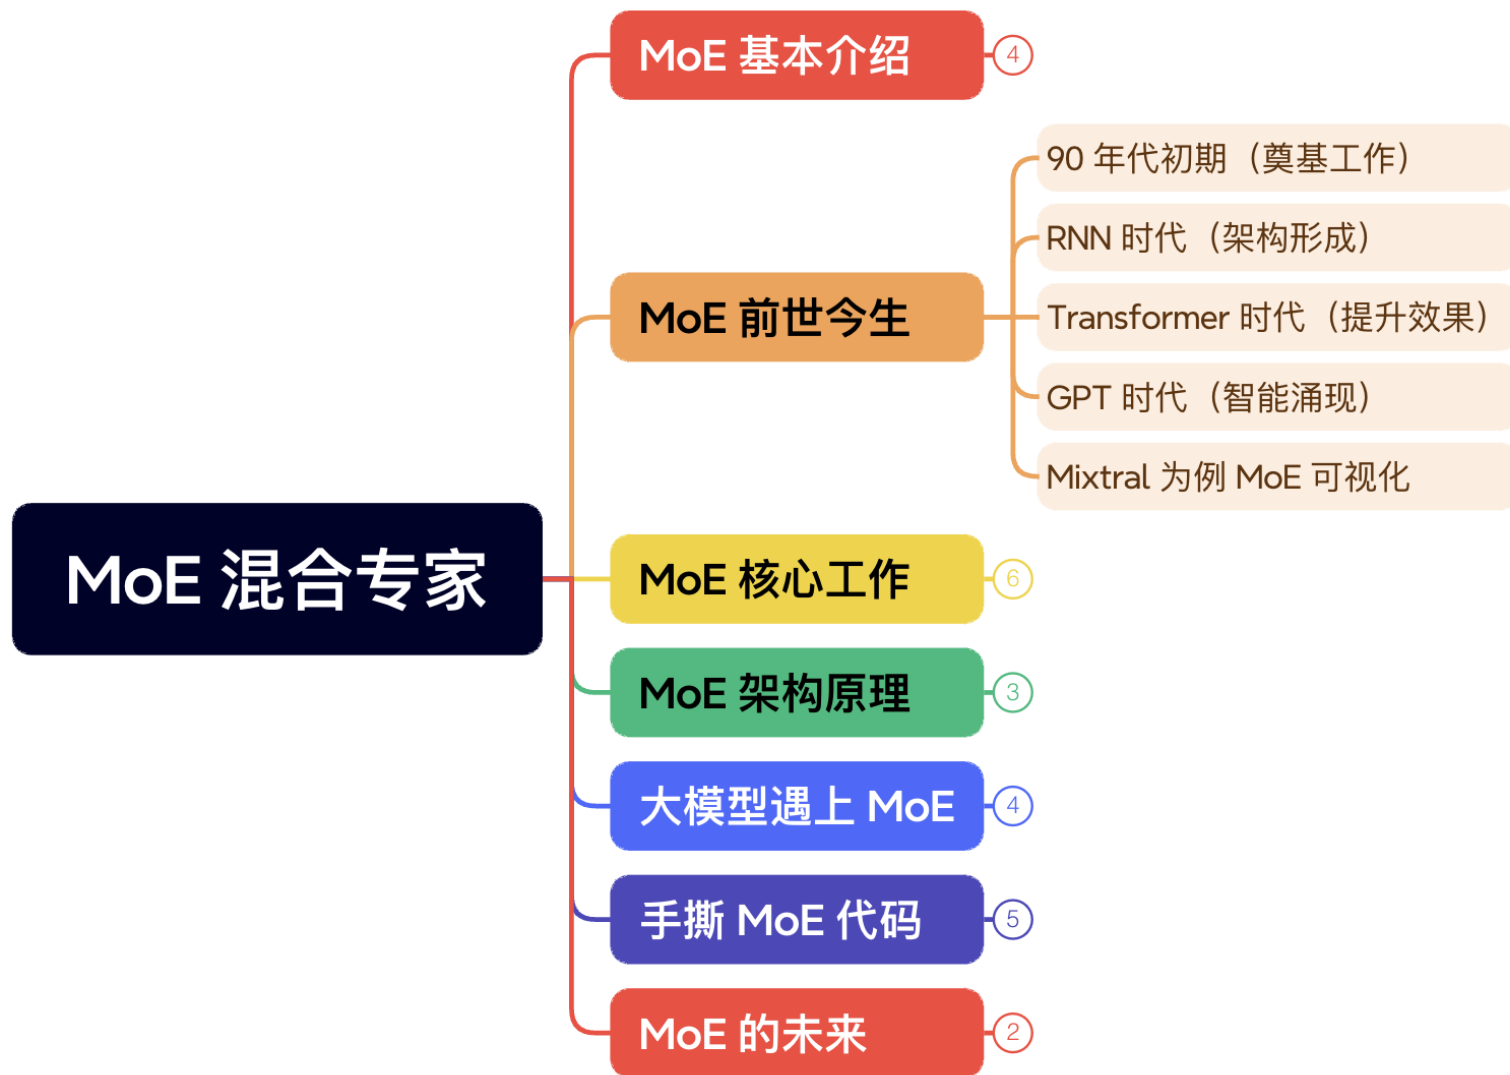 MoE 基本介绍
4
90 年代初期（奠基工作）
RNN 时代（架构形成）
MoE 前世今生
Transformer 时代（提升效果）
GPT 时代（智能涌现）
Mixtral 为例 MoE 可视化
MoE 混合专家
MoE 核心工作
6
MoE 架构原理
3
大模型遇上 MoE
4
手撕 MoE 代码
5
MoE 的未来
2